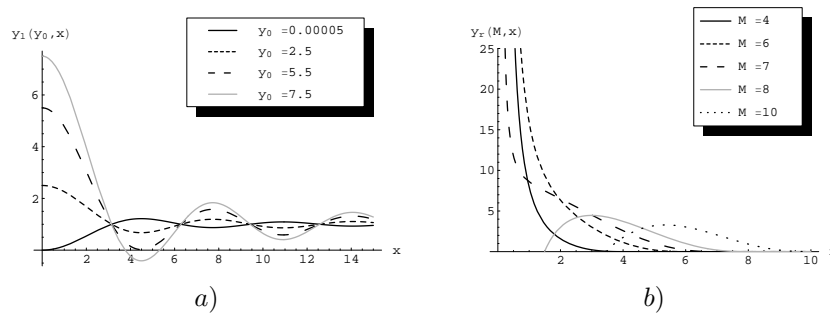 y₁(y₀,x)
y₀ =0.00005
y₀ =2.5
y₀ =5.5
y₀ =7.5
6
4
2
2 4 6 8 10 12 14 x
a)
yᵣ(M,x)
M =4
M =6
M =7
M =8
M =10
25
20
15
10
5
2 4 6 8 10
b)